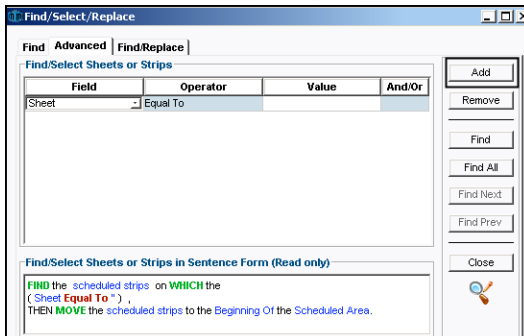 Find/Select/Replace
Find Advanced Find/Replace
Find/Select Sheets or Strips
Field Operator Value And/Or
Sheet Equal To
Add
Remove
Find
Find All
Find Next
Find Prev
Close
Find/Select Sheets or Strips in Sentence Form (Read only)
FIND the scheduled strips on WHICH the
( Sheet Equal To '' ) ,
THEN MOVE the scheduled strips to the Beginning Of the Scheduled Area.